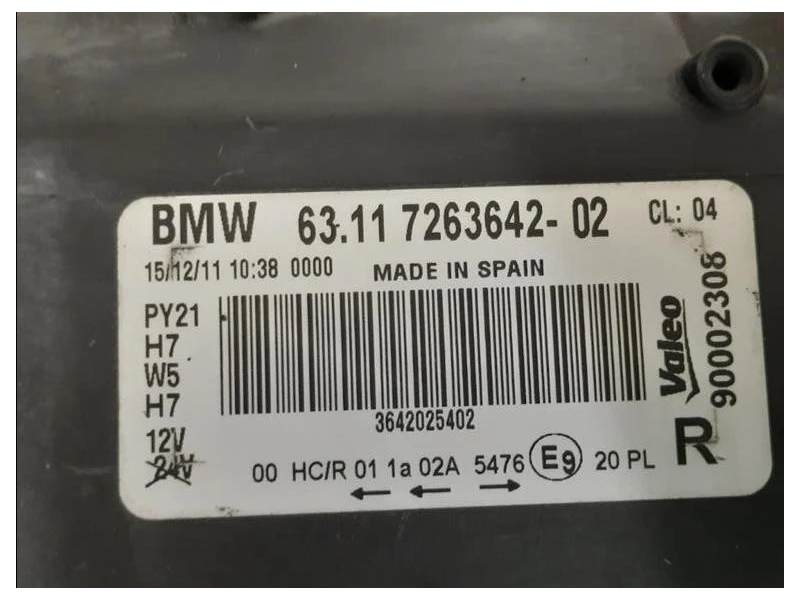 BMW 63.11 7263642- 02 CL: 04
15/12/11 10:38 0000 MADE IN SPAIN
PY21
H7
W5
H7
12V
24V
3642025402
00 HC/R 01 1a 02A 5476 E9 20 PL
← ← →
Valeo
90002308
R